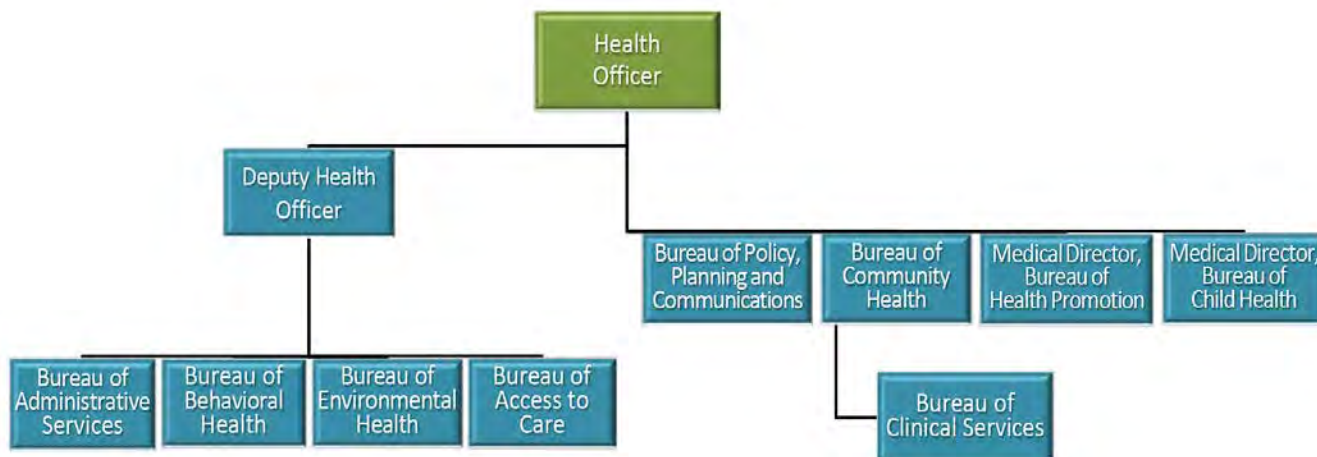 Health
Officer
Deputy Health
Officer
Bureau of Policy,
Planning and
Communications
Bureau of
Community
Health
Medical Director,
Bureau of
Health Promotion
Medical Director,
Bureau of
Child Health
Bureau of
Administrative
Services
Bureau of
Behavioral
Health
Bureau of
Environmental
Health
Bureau of
Access to
Care
Bureau of
Clinical Services